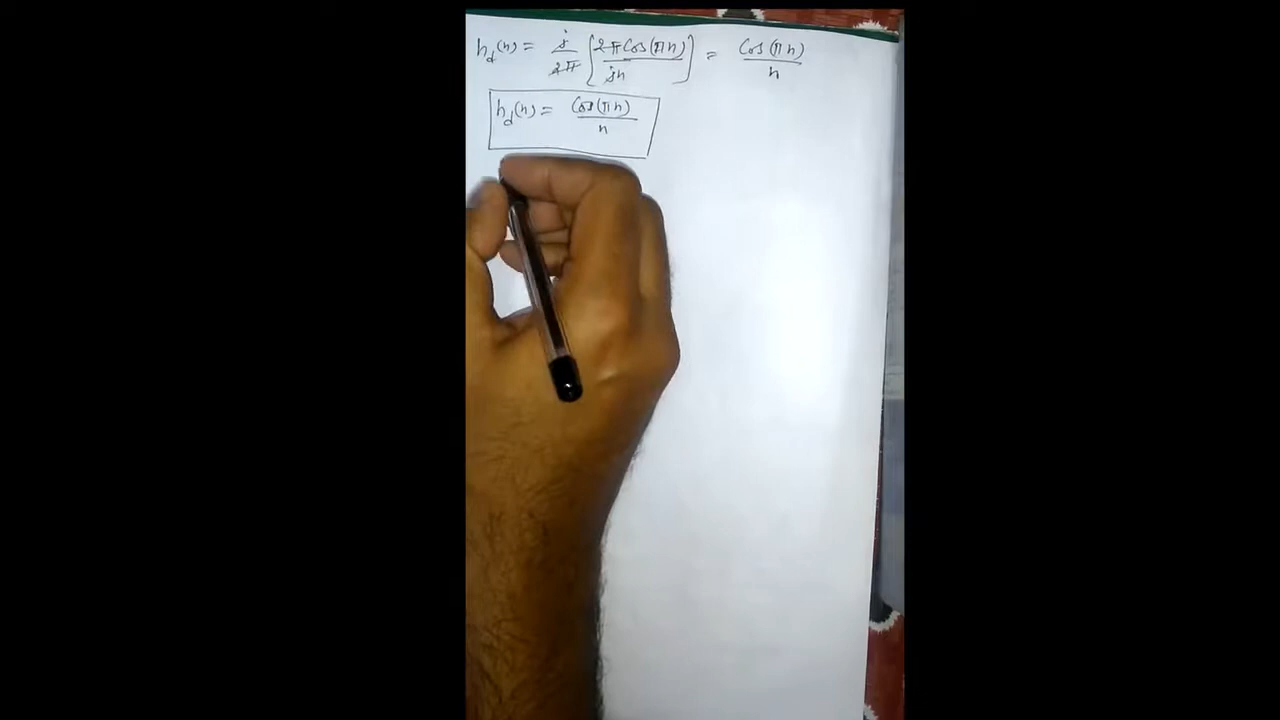 h_d(n) = j/2π [2π Cos(πn)/jn] = Cos(πn)/n
h_d(n) = Cos(πn)/n